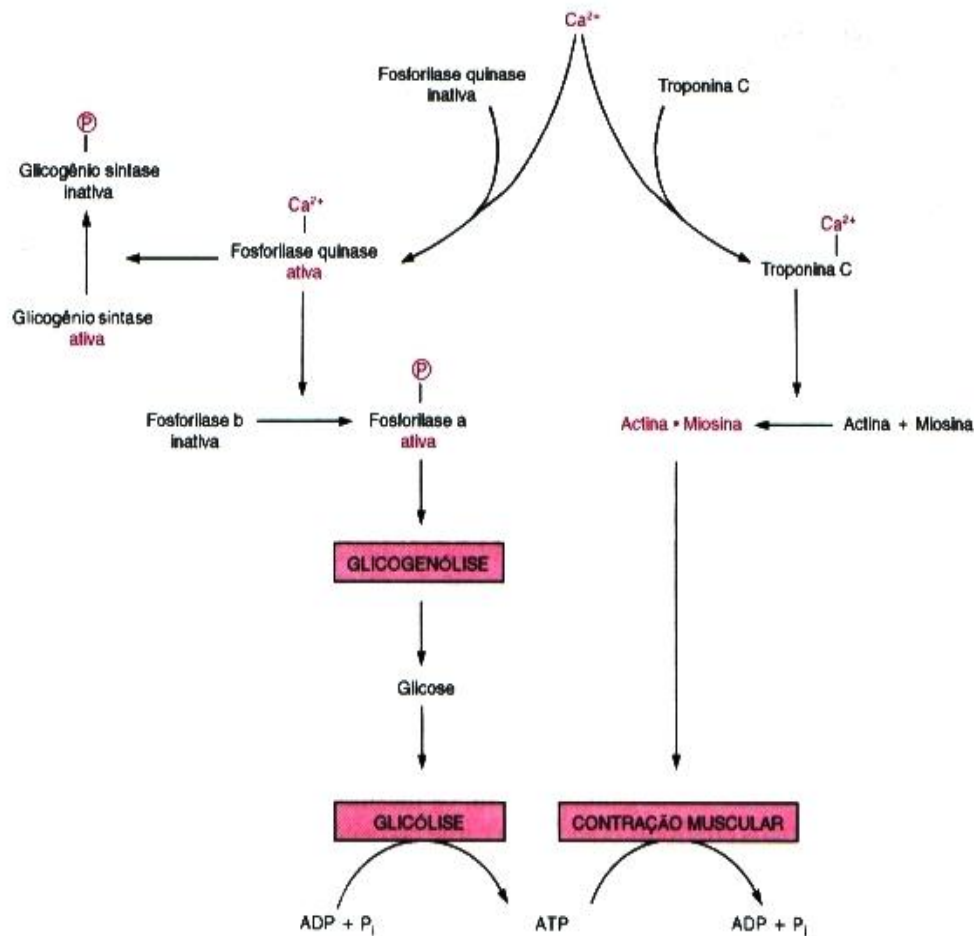 Ca²⁺
Fosforilase quinase
inativa
Troponina C
P
Glicogênio sintase
inativa
Ca²⁺
Fosforilase quinase
ativa
Ca²⁺
Troponina C
Glicogênio sintase
ativa
P
Fosforilase b
inativa
Fosforilase a
ativa
Actina • Miosina
Actina + Miosina
GLICOGENÓLISE
Glicose
GLICÓLISE
CONTRAÇÃO MUSCULAR
ADP + Pᵢ
ATP
ADP + Pᵢ